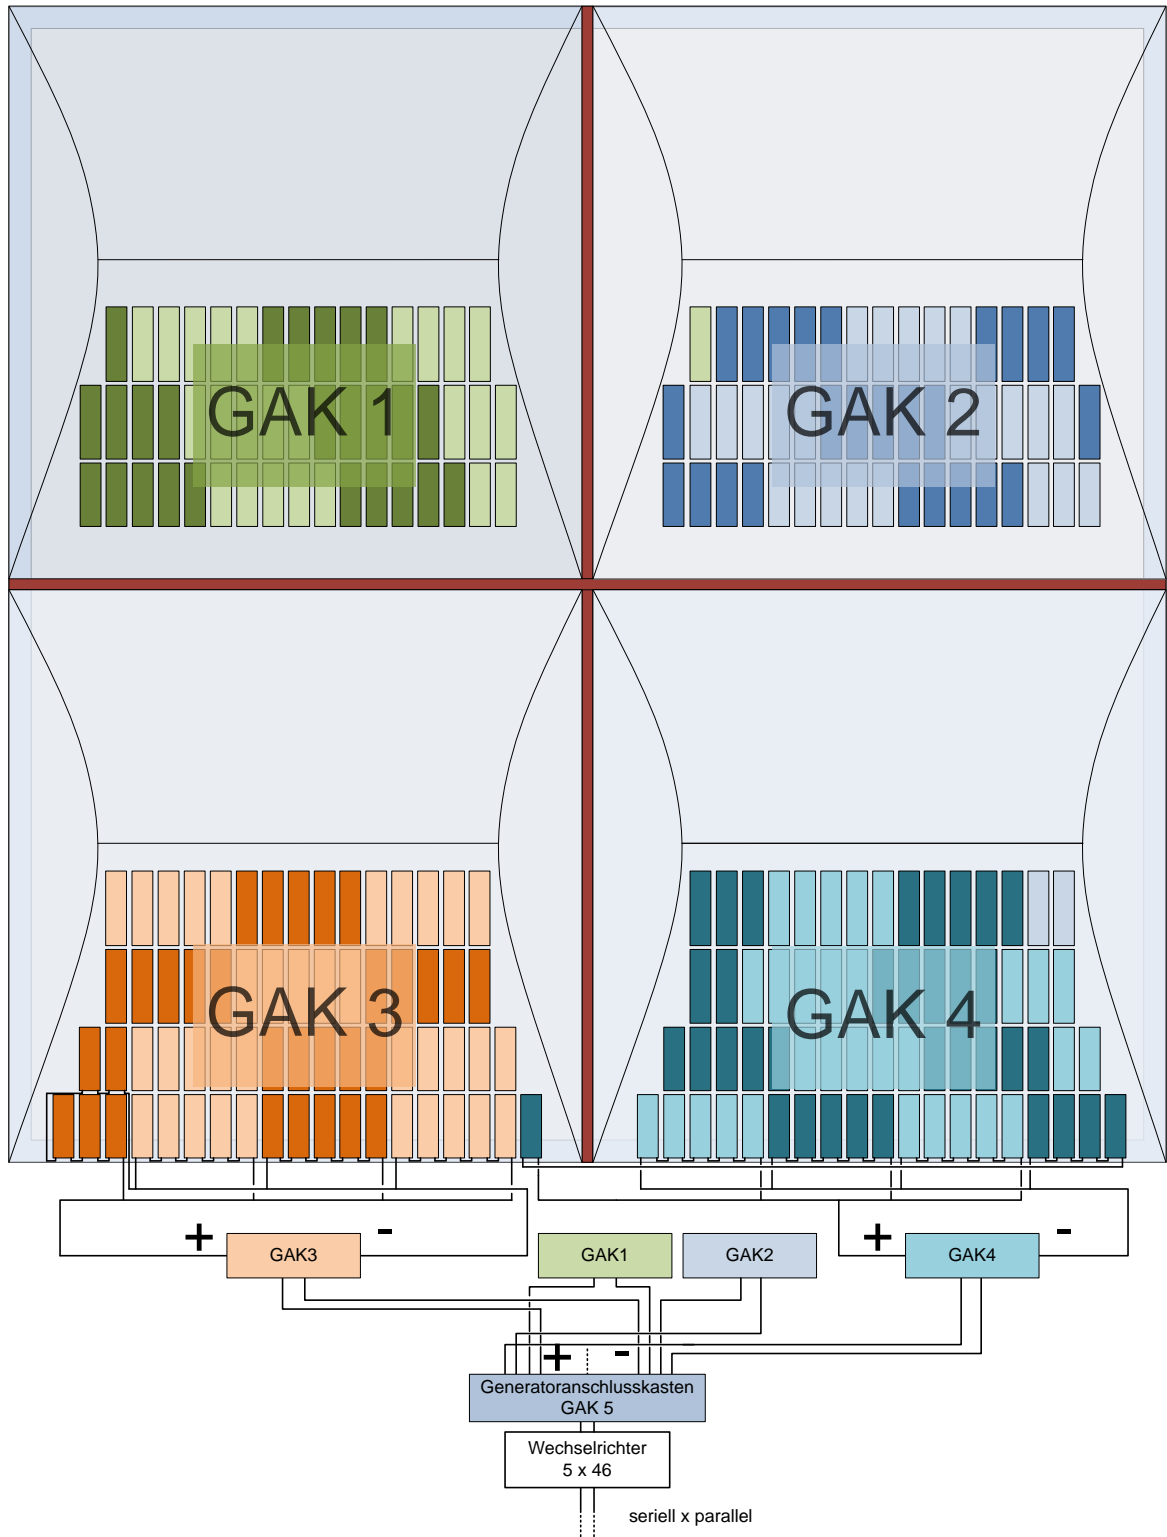 GAK 1
GAK 2
GAK 3
GAK 4
+
-
+
-
GAK3
GAK1
GAK2
GAK4
+
-
Generatoranschlusskasten
GAK 5
Wechselrichter
5 x 46
seriell x parallel